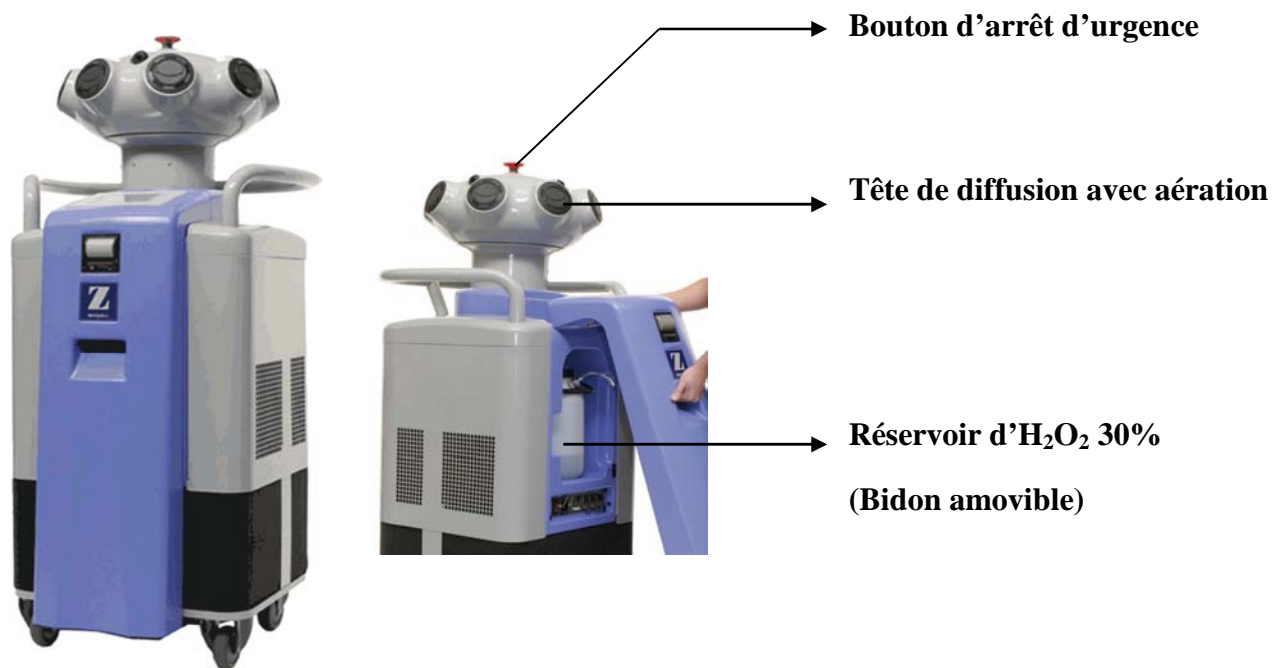 Bouton d’arrêt d’urgence
Tête de diffusion avec aération
Réservoir d’H₂O₂ 30%
(Bidon amovible)
Z